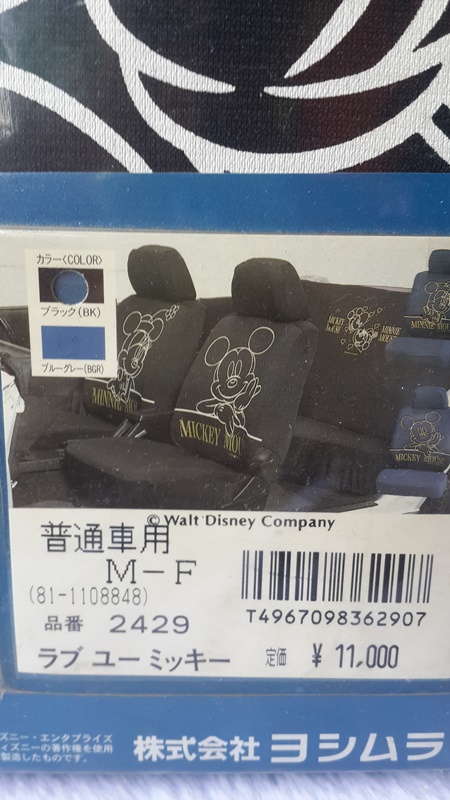 カラー〈COLOR〉
ブラック(BK)
ブルーグレー(BGR)
MINNIE MOU
MICKEY MOU
MICKEY
MOUSE
MINNIE
MOUSE
MINNIE MOUS
MICKEY MOUSE
© Walt Disney Company
普通車用
M-F
(81-1108848)
品番 2429
T4967098362907
ラブ ユー ミッキー 定価 ¥ 11,000
ズニー・エンタプライズ
ィズニーの著作権を使用
製造したものです。
株式会社 ヨシムラ